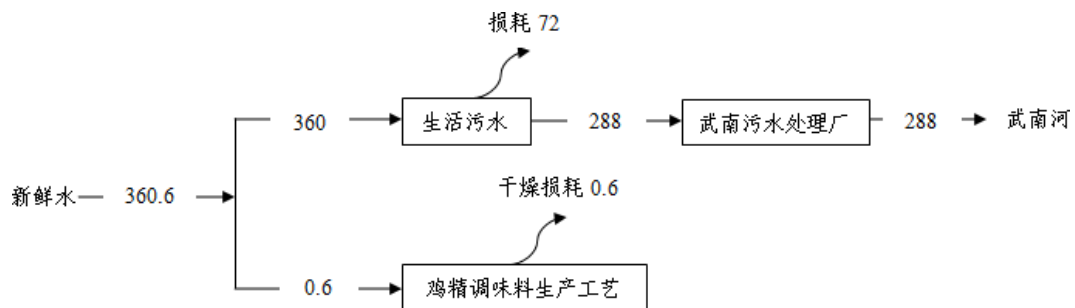 损耗 72
360
生活污水
288
武南污水处理厂
288
武南河
新鲜水
360.6
干燥损耗 0.6
0.6
鸡精调味料生产工艺